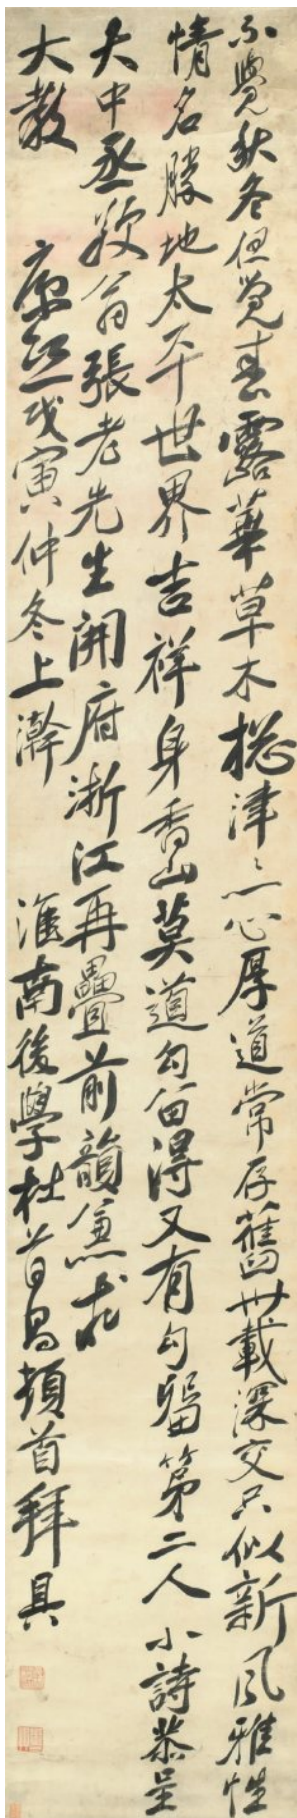 不覺秋冬但覺春露華草木揔津〻一心厚道常存舊卅載深交只似新風雅性
情名勝地太平世界吉祥身香山莫道勾留得又有勾留第二人小詩恭呈
大中丞敉翁張老先生開府浙江再疊前韻兼求
大教 康熙戊寅仲冬上澣 淮南後學杜首昌頓首拜具